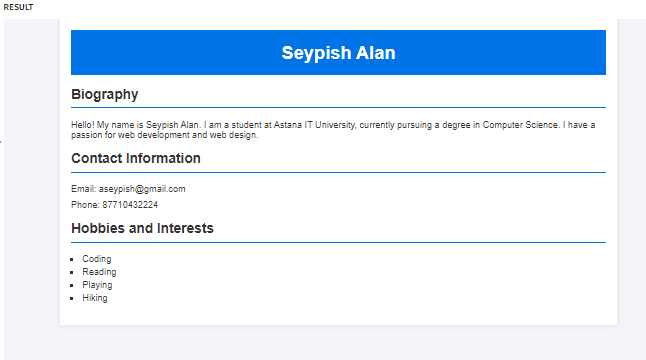 RESULT
Seypish Alan
Biography
Hello! My name is Seypish Alan. I am a student at Astana IT University, currently pursuing a degree in Computer Science. I have a
passion for web development and web design.
Contact Information
Email: aseypish@gmail.com
Phone: 87710432224
Hobbies and Interests
Coding
Reading
Playing
Hiking